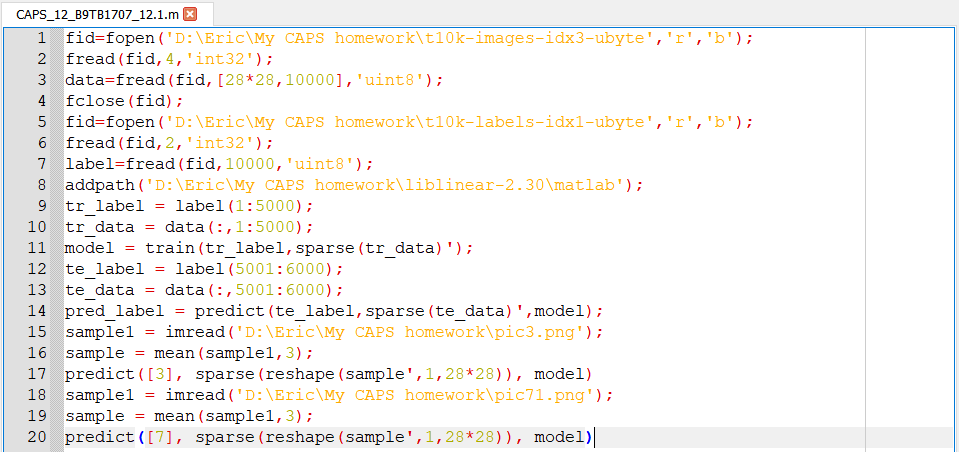 CAPS_12_B9TB1707_12.1.m
1 fid=fopen('D:\Eric\My CAPS homework\t10k-images-idx3-ubyte','r','b');
2 fread(fid,4,'int32');
3 data=fread(fid,[28*28,10000],'uint8');
4 fclose(fid);
5 fid=fopen('D:\Eric\My CAPS homework\t10k-labels-idx1-ubyte','r','b');
6 fread(fid,2,'int32');
7 label=fread(fid,10000,'uint8');
8 addpath('D:\Eric\My CAPS homework\liblinear-2.30\matlab');
9 tr_label = label(1:5000);
10 tr_data = data(:,1:5000);
11 model = train(tr_label,sparse(tr_data)');
12 te_label = label(5001:6000);
13 te_data = data(:,5001:6000);
14 pred_label = predict(te_label,sparse(te_data)',model);
15 sample1 = imread('D:\Eric\My CAPS homework\pic3.png');
16 sample = mean(sample1,3);
17 predict([3], sparse(reshape(sample',1,28*28)), model)
18 sample1 = imread('D:\Eric\My CAPS homework\pic71.png');
19 sample = mean(sample1,3);
20 predict([7], sparse(reshape(sample',1,28*28)), model)